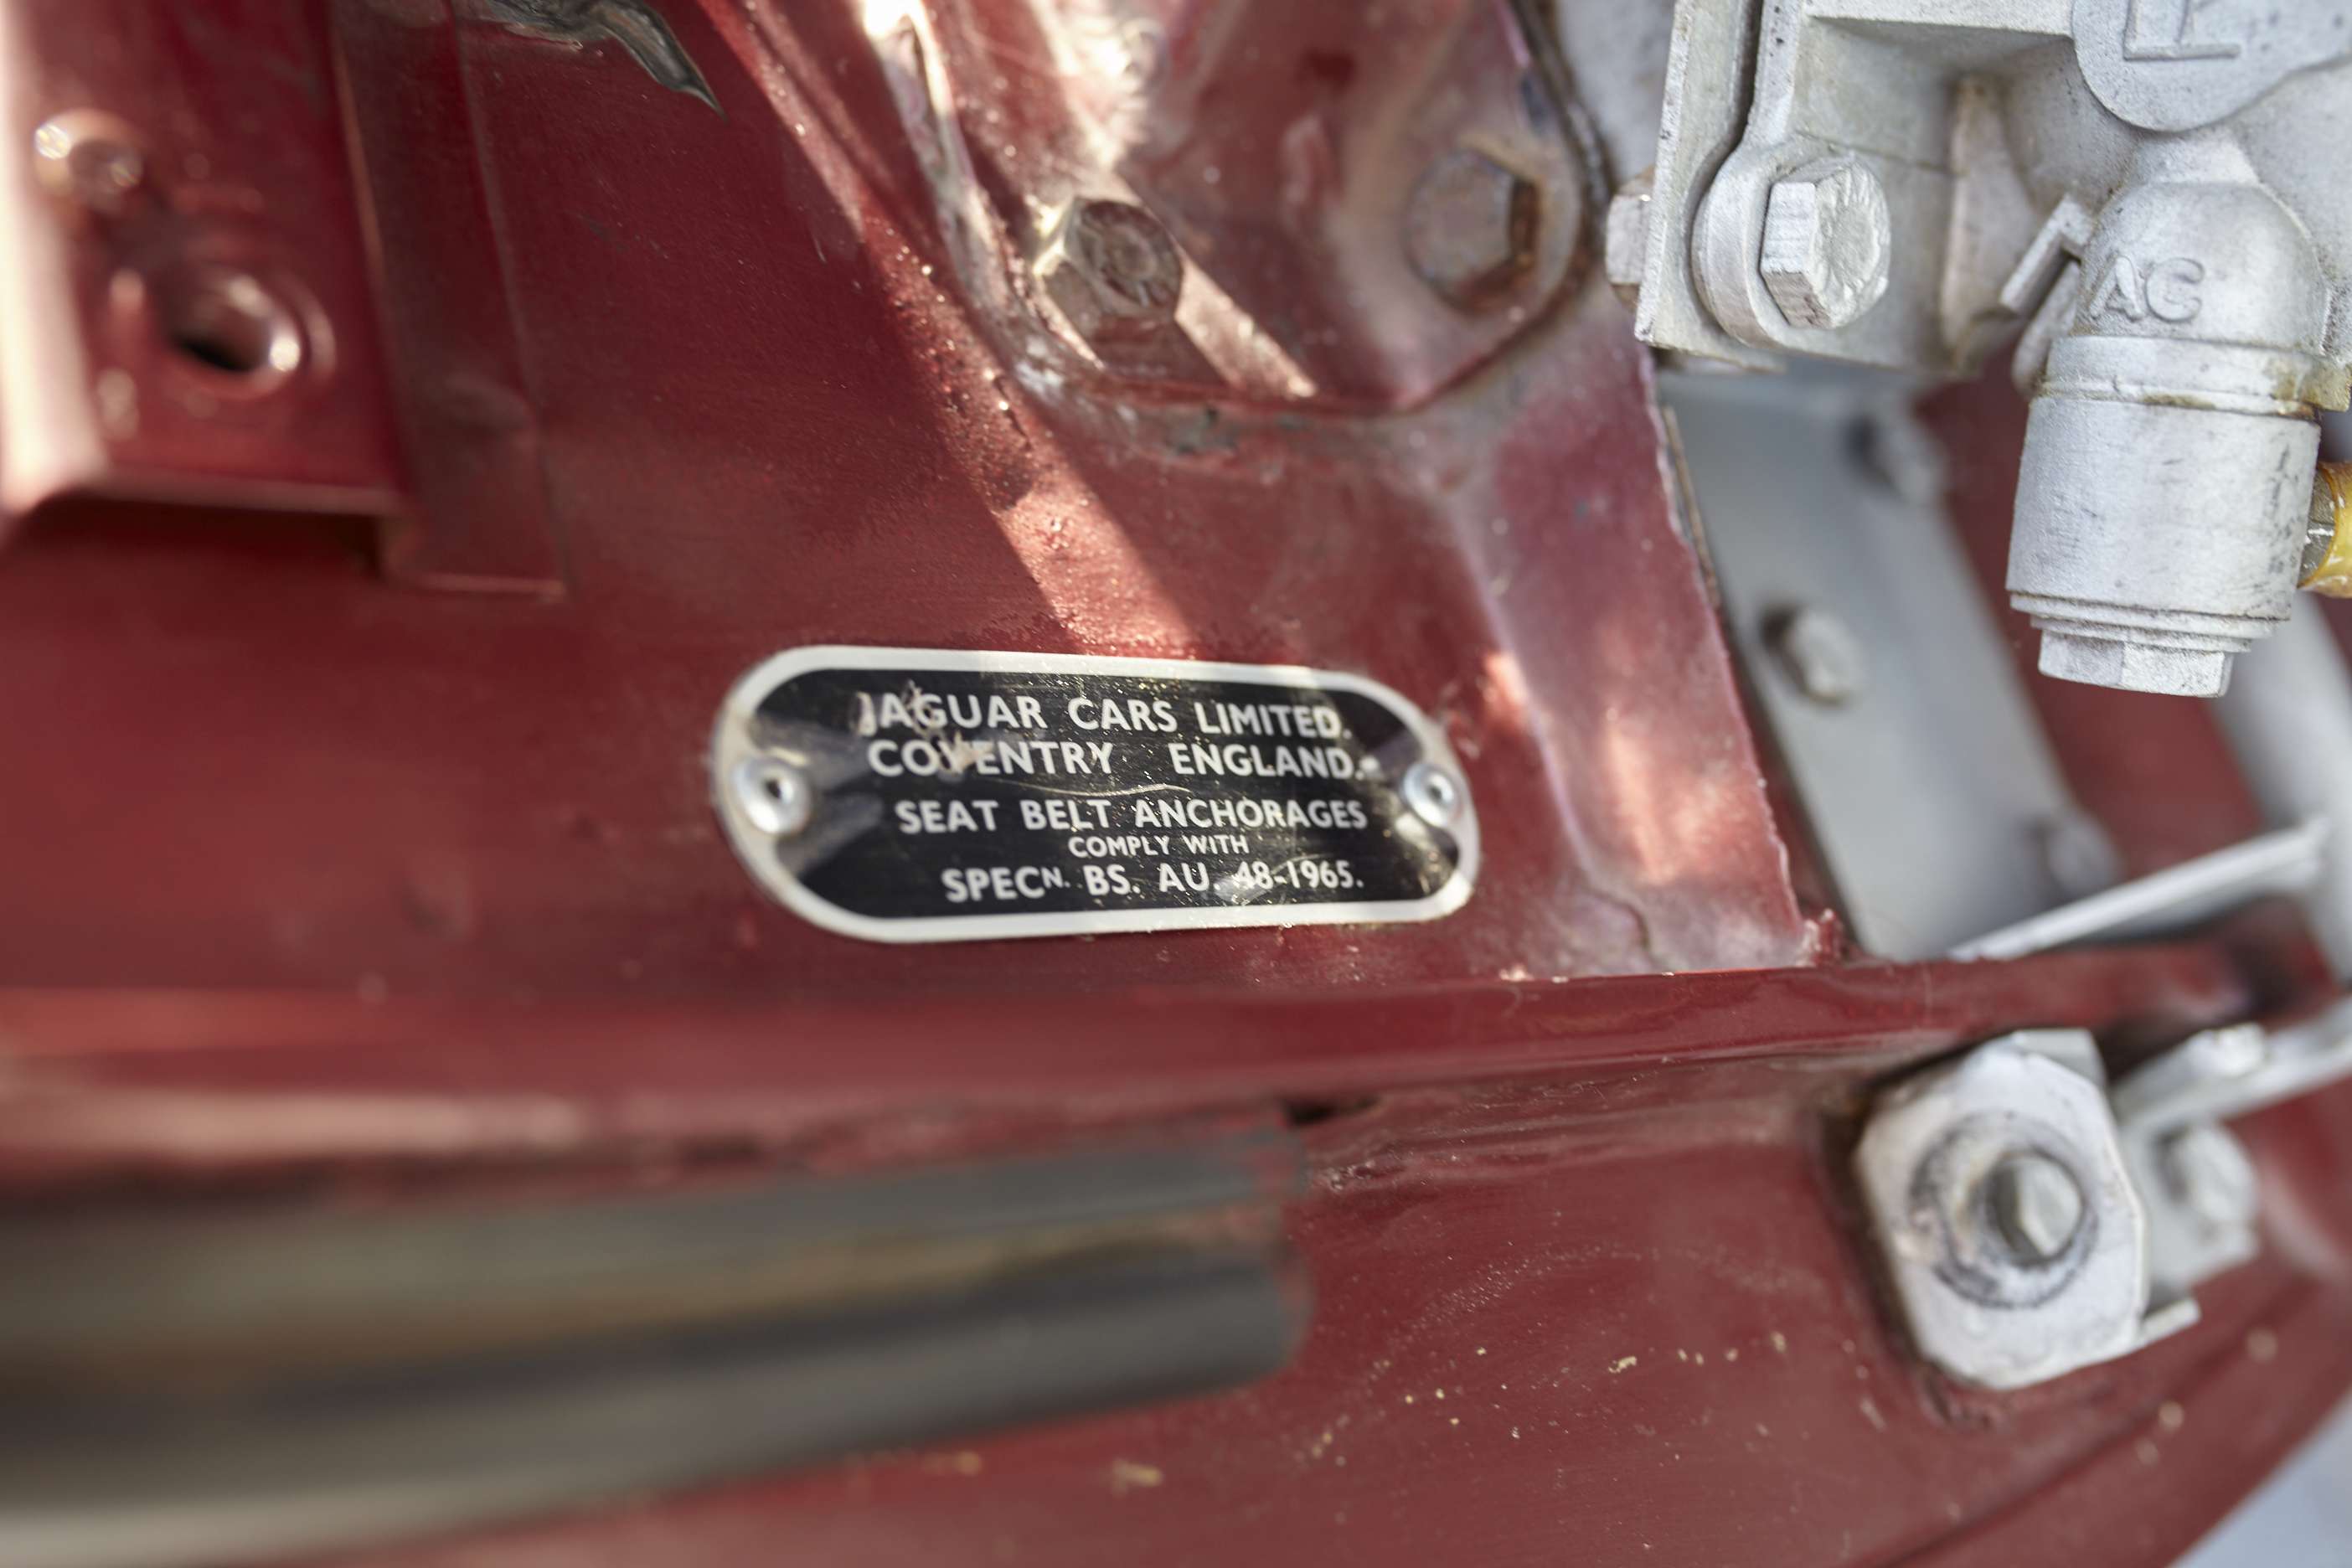 AC
JAGUAR CARS LIMITED.
COVENTRY ENGLAND.
SEAT BELT ANCHORAGES
COMPLY WITH
SPECN. BS. AU. 48-1965.